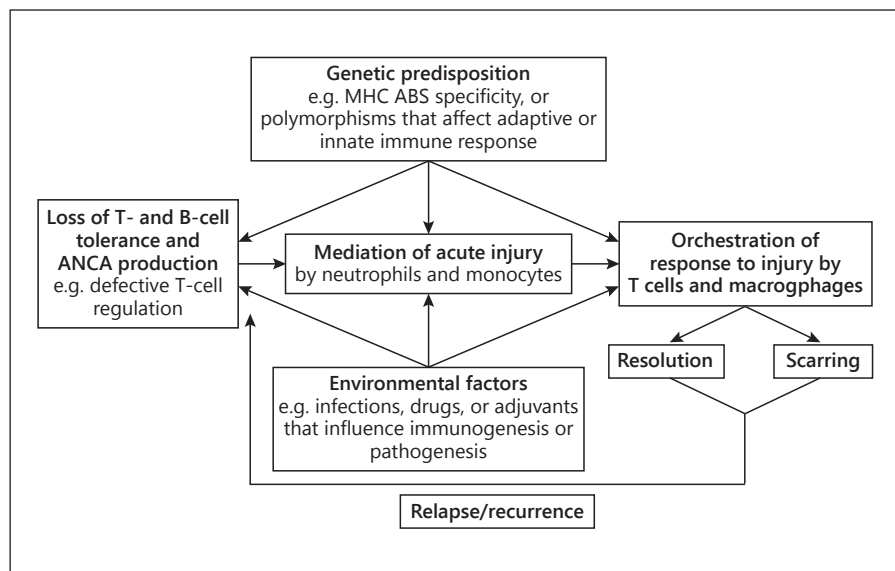 Genetic predisposition
e.g. MHC ABS specificity, or
polymorphisms that affect adaptive or
innate immune response
Loss of T- and B-cell
tolerance and
ANCA production
e.g. defective T-cell
regulation
Mediation of acute injury
by neutrophils and monocytes
Orchestration of
response to injury by
T cells and macrogphages
Resolution
Scarring
Environmental factors
e.g. infections, drugs, or adjuvants
that influence immunogenesis or
pathogenesis
Relapse/recurrence